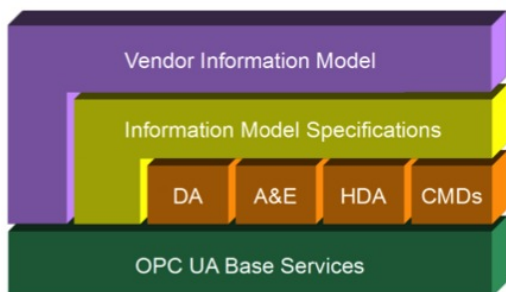 Vendor Information Model
Information Model Specifications
DA A&E HDA CMDs
OPC UA Base Services